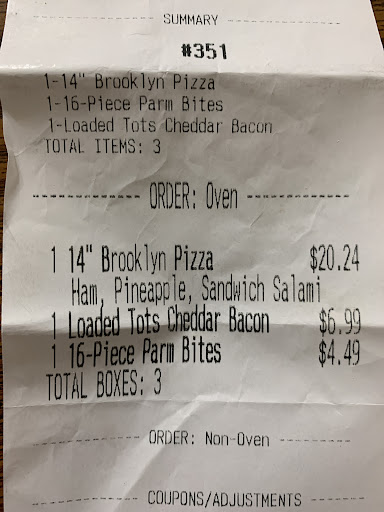 SUMMARY
#351
1-14" Brooklyn Pizza
1-16-Piece Parm Bites
1-Loaded Tots Cheddar Bacon
TOTAL ITEMS: 3
ORDER: Oven
1 14" Brooklyn Pizza $20.24
Ham, Pineapple, Sandwich Salami
1 Loaded Tots Cheddar Bacon $6.99
1 16-Piece Parm Bites $4.49
TOTAL BOXES: 3
ORDER: Non-Oven
COUPONS/ADJUSTMENTS